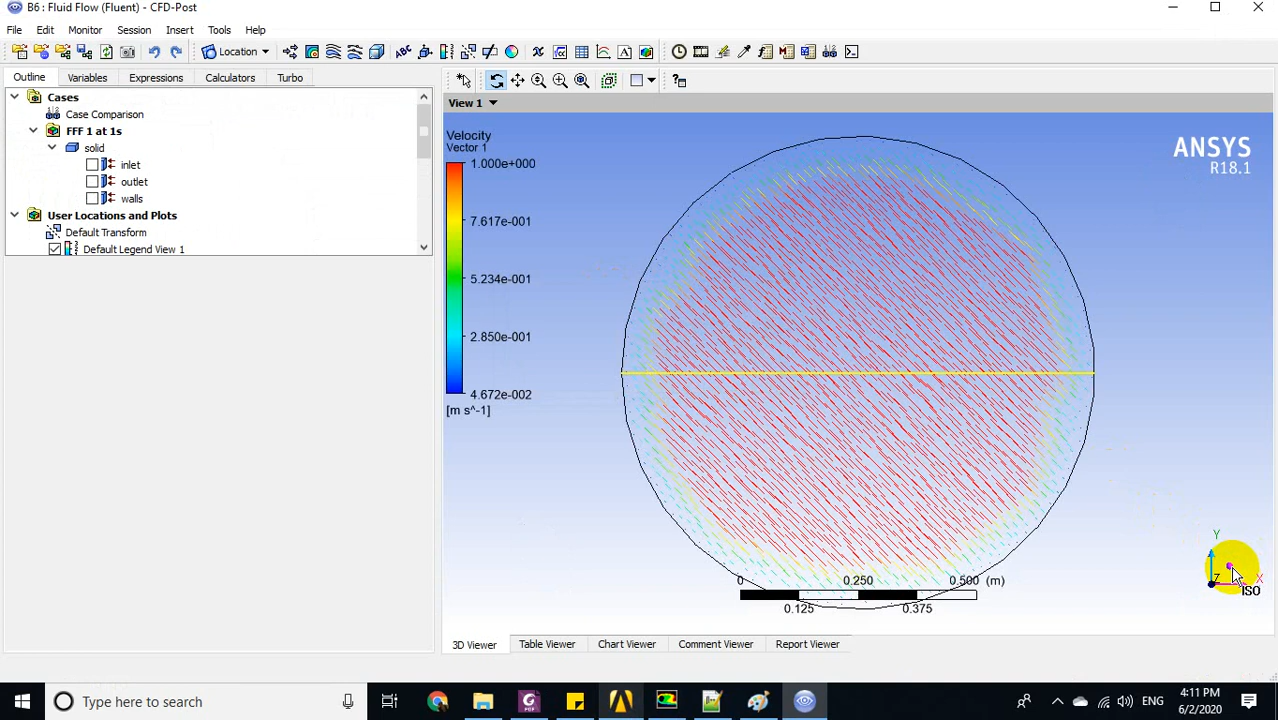 B6 : Fluid Flow (Fluent) - CFD-Post
File Edit Monitor Session Insert Tools Help
Location
Outline Variables Expressions Calculators Turbo
Cases
Case Comparison
FFF 1 at 1s
solid
inlet
outlet
walls
User Locations and Plots
Default Transform
Default Legend View 1
View 1
Velocity
Vector 1
1.000e+000
7.617e-001
5.234e-001
2.850e-001
4.672e-002
[m s^-1]
ANSYS
R18.1
0 0.250 0.500 (m)
0.125 0.375
Y
Z X
ISO
3D Viewer Table Viewer Chart Viewer Comment Viewer Report Viewer
Type here to search
ENG
4:11 PM
6/2/2020